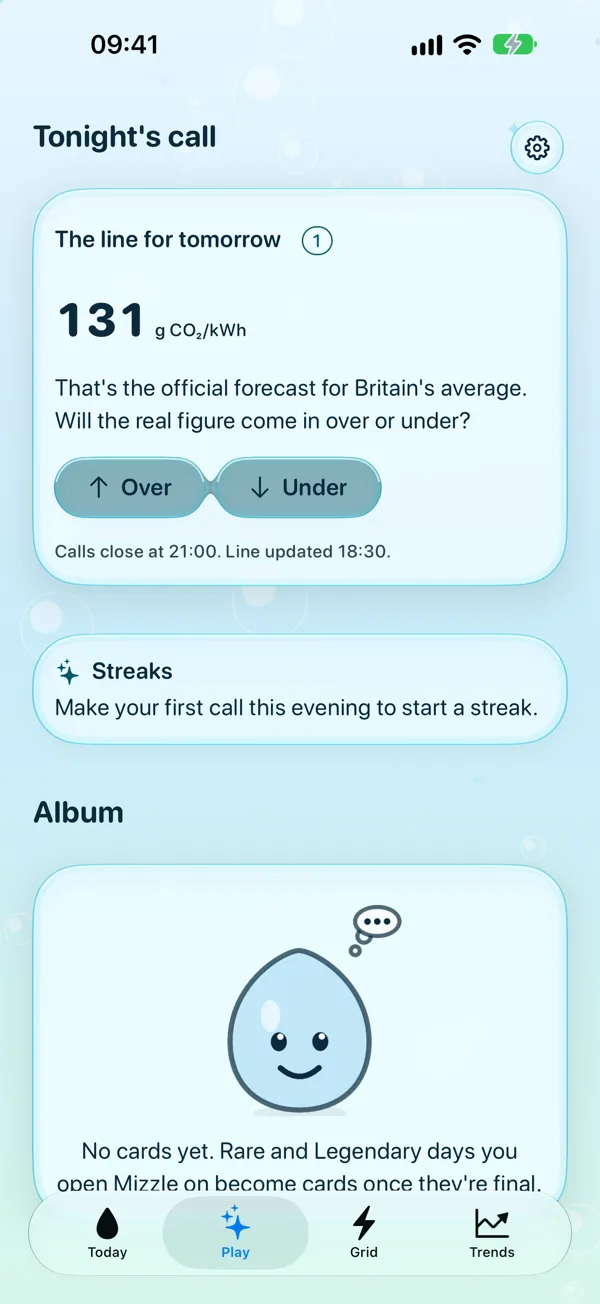 09:41
Tonight's call
The line for tomorrow 1
131 g CO₂/kWh
That's the official forecast for Britain's average.
Will the real figure come in over or under?
Over Under
Calls close at 21:00. Line updated 18:30.
Streaks
Make your first call this evening to start a streak.
Album
No cards yet. Rare and Legendary days you
open Mizzle on become cards once they're final.
Today Play Grid Trends